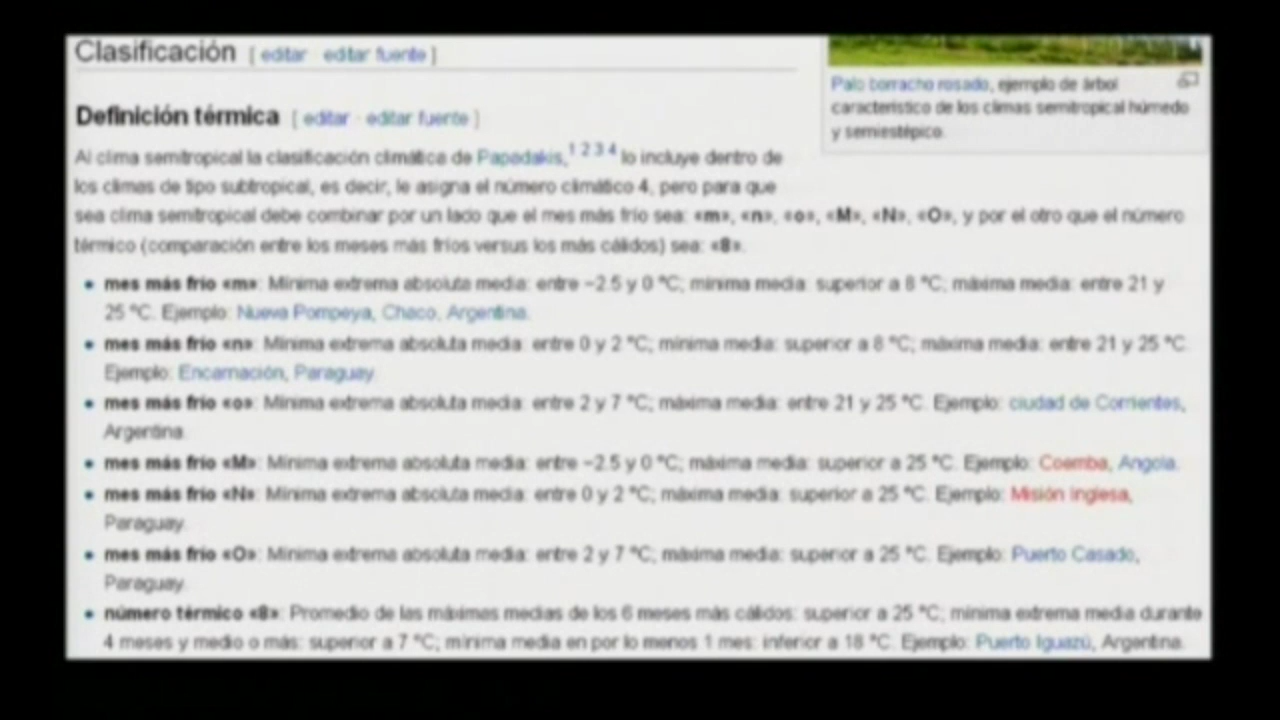 Clasificación [ editar · editar fuente ]
Palo borracho rosado, ejemplo de árbol
característico de los climas semitropical húmedo
y semiestépico.
Definición térmica [ editar · editar fuente ]
Al clima semitropical la clasificación climática de Papadakis,1 2 3 4 lo incluye dentro de
los climas de tipo subtropical, es decir, le asigna el número climático 4, pero para que
sea clima semitropical debe combinar por un lado que el mes más frío sea: «m», «n», «o», «M», «N», «O», y por el otro que el número
térmico (comparación entre los meses más fríos versus los más cálidos) sea: «8».
• mes más frío «m»: Mínima extrema absoluta media: entre −2.5 y 0 °C; mínima media: superior a 8 °C; máxima media: entre 21 y
25 °C. Ejemplo: Nueva Pompeya, Chaco, Argentina.
• mes más frío «n»: Mínima extrema absoluta media: entre 0 y 2 °C; mínima media: superior a 8 °C; máxima media: entre 21 y 25 °C.
Ejemplo: Encarnación, Paraguay.
• mes más frío «o»: Mínima extrema absoluta media: entre 2 y 7 °C; máxima media: entre 21 y 25 °C. Ejemplo: ciudad de Corrientes,
Argentina.
• mes más frío «M»: Mínima extrema absoluta media: entre −2.5 y 0 °C; máxima media: superior a 25 °C. Ejemplo: Coemba, Angola.
• mes más frío «N»: Mínima extrema absoluta media: entre 0 y 2 °C; máxima media: superior a 25 °C. Ejemplo: Misión Inglesa,
Paraguay.
• mes más frío «O»: Mínima extrema absoluta media: entre 2 y 7 °C; máxima media: superior a 25 °C. Ejemplo: Puerto Casado,
Paraguay.
• número térmico «8»: Promedio de las máximas medias de los 6 meses más cálidos: superior a 25 °C; mínima extrema media durante
4 meses y medio o más: superior a 7 °C; mínima media en por lo menos 1 mes: inferior a 18 °C. Ejemplo: Puerto Iguazú, Argentina.